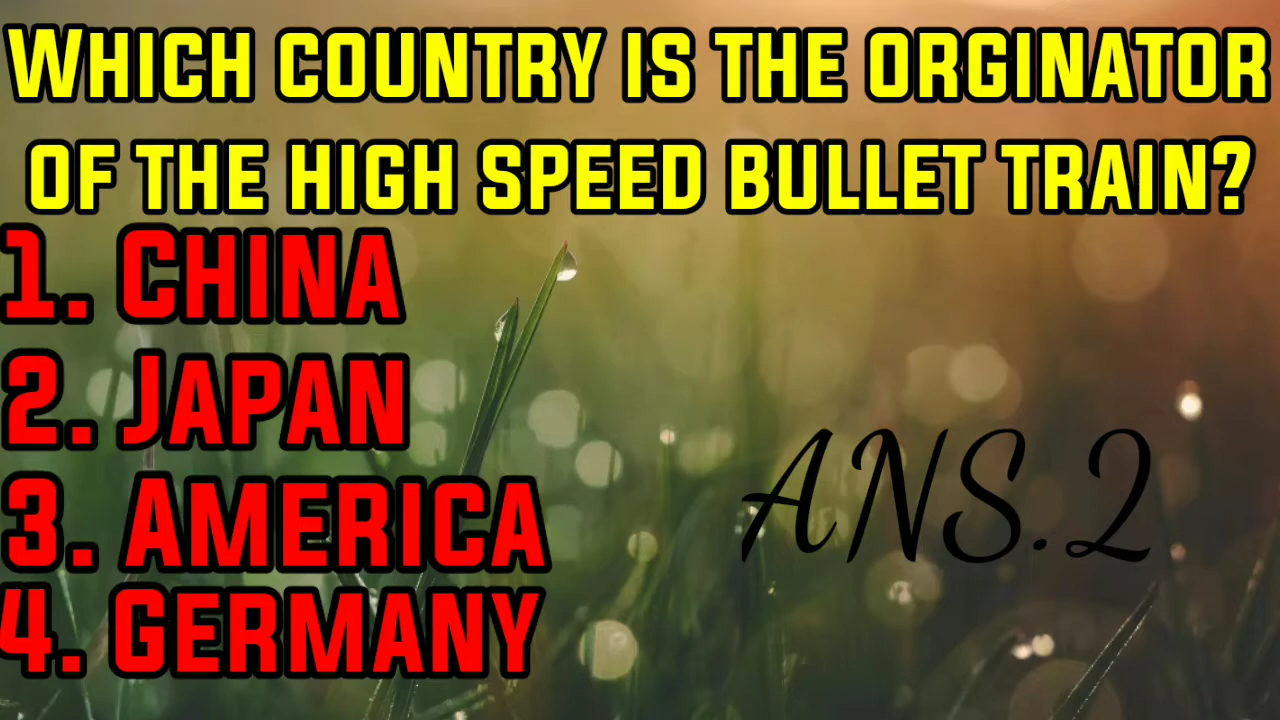 Which country is the orginator
of the high speed bullet train?
1. China
2. Japan
3. America
4. Germany
ANS.2